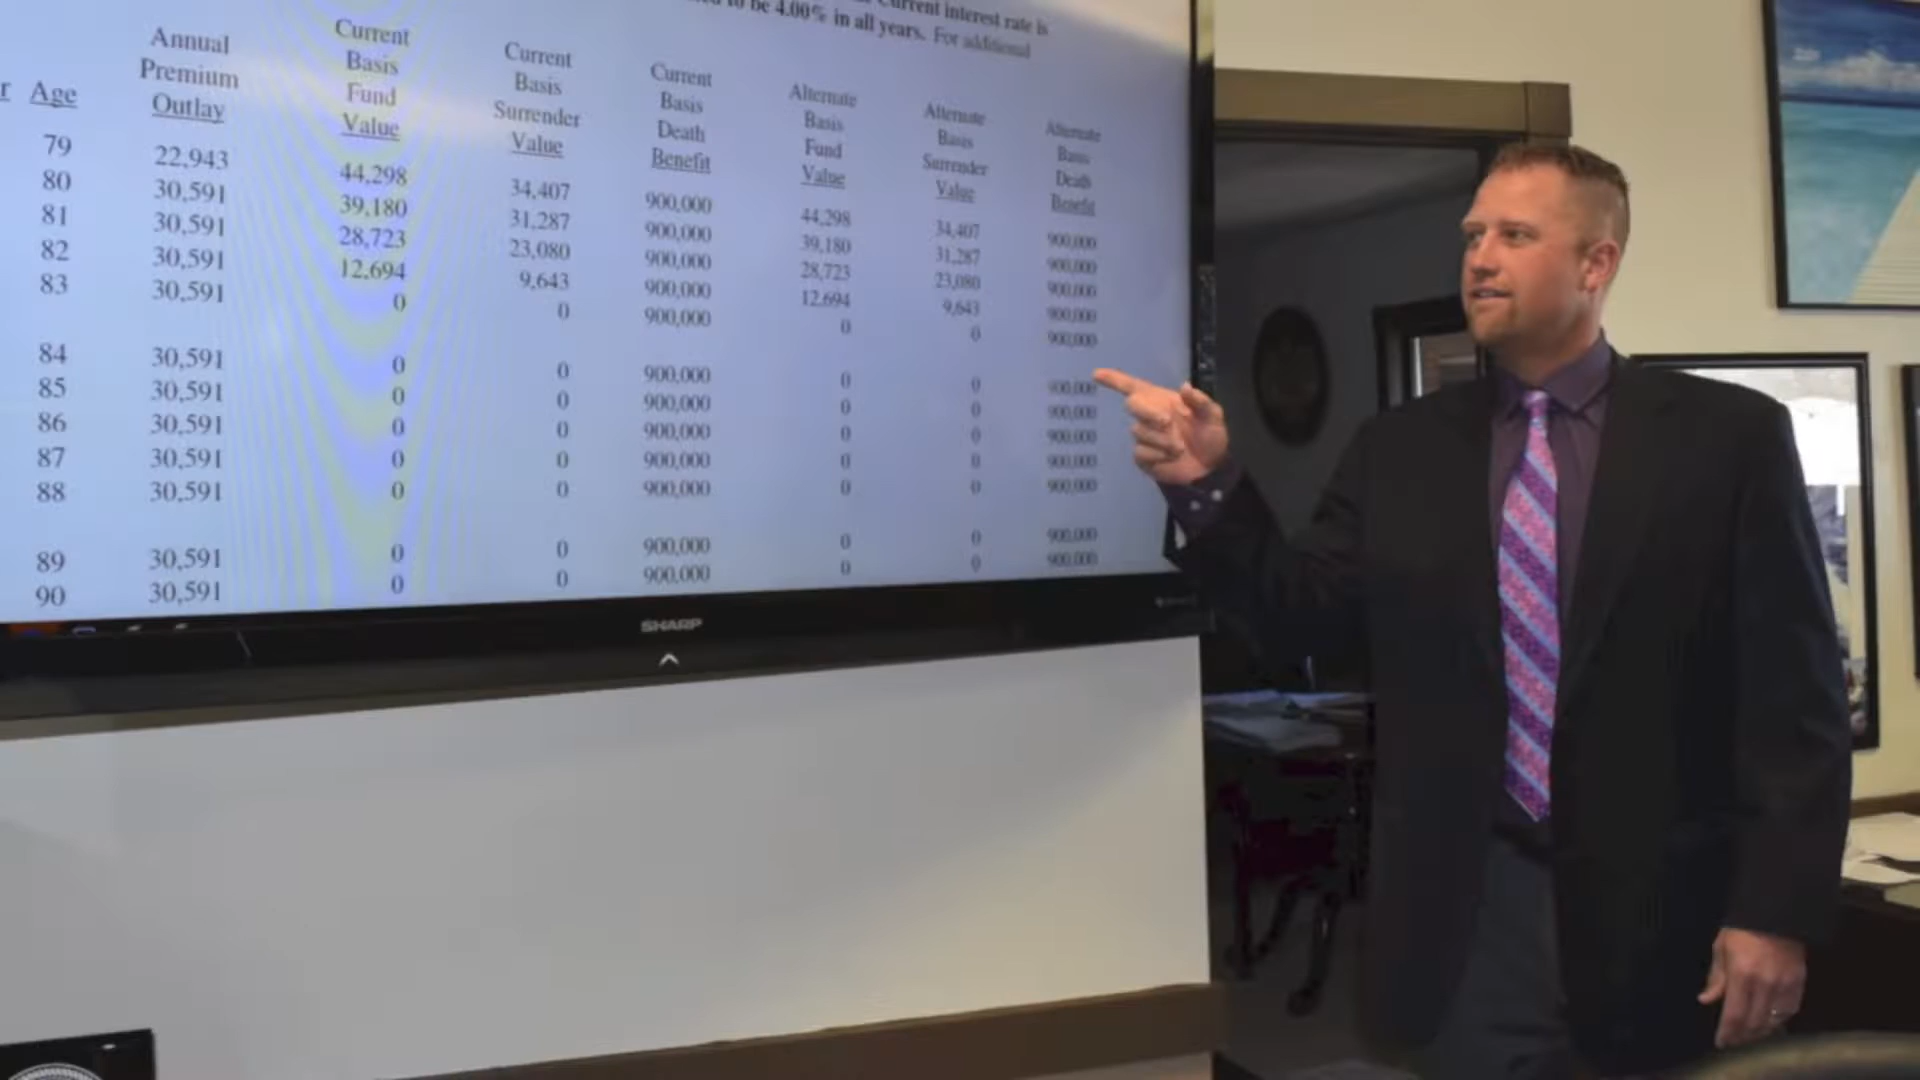 Current interest rate is
to be 4.00% in all years. For additional
r Age
Annual
Premium
Outlay
Current
Basis
Fund
Value
Current
Basis
Surrender
Value
Current
Basis
Death
Benefit
Alternate
Basis
Fund
Value
Alternate
Basis
Surrender
Value
Alternate
Basis
Death
Benefit
79 22,943 44,298 34,407 900,000 44,298 34,407 900,000
80 30,591 39,180 31,287 900,000 39,180 31,287 900,000
81 30,591 28,723 23,080 900,000 28,723 23,080 900,000
82 30,591 12,694 9,643 900,000 12,694 9,643 900,000
83 30,591 0 0 900,000 0 0 900,000
84 30,591 0 0 900,000 0 0 900,000
85 30,591 0 0 900,000 0 0 900,000
86 30,591 0 0 900,000 0 0 900,000
87 30,591 0 0 900,000 0 0 900,000
88 30,591 0 0 900,000 0 0 900,000
89 30,591 0 0 900,000 0 0 900,000
90 30,591 0 0 900,000 0 0 900,000
SHARP